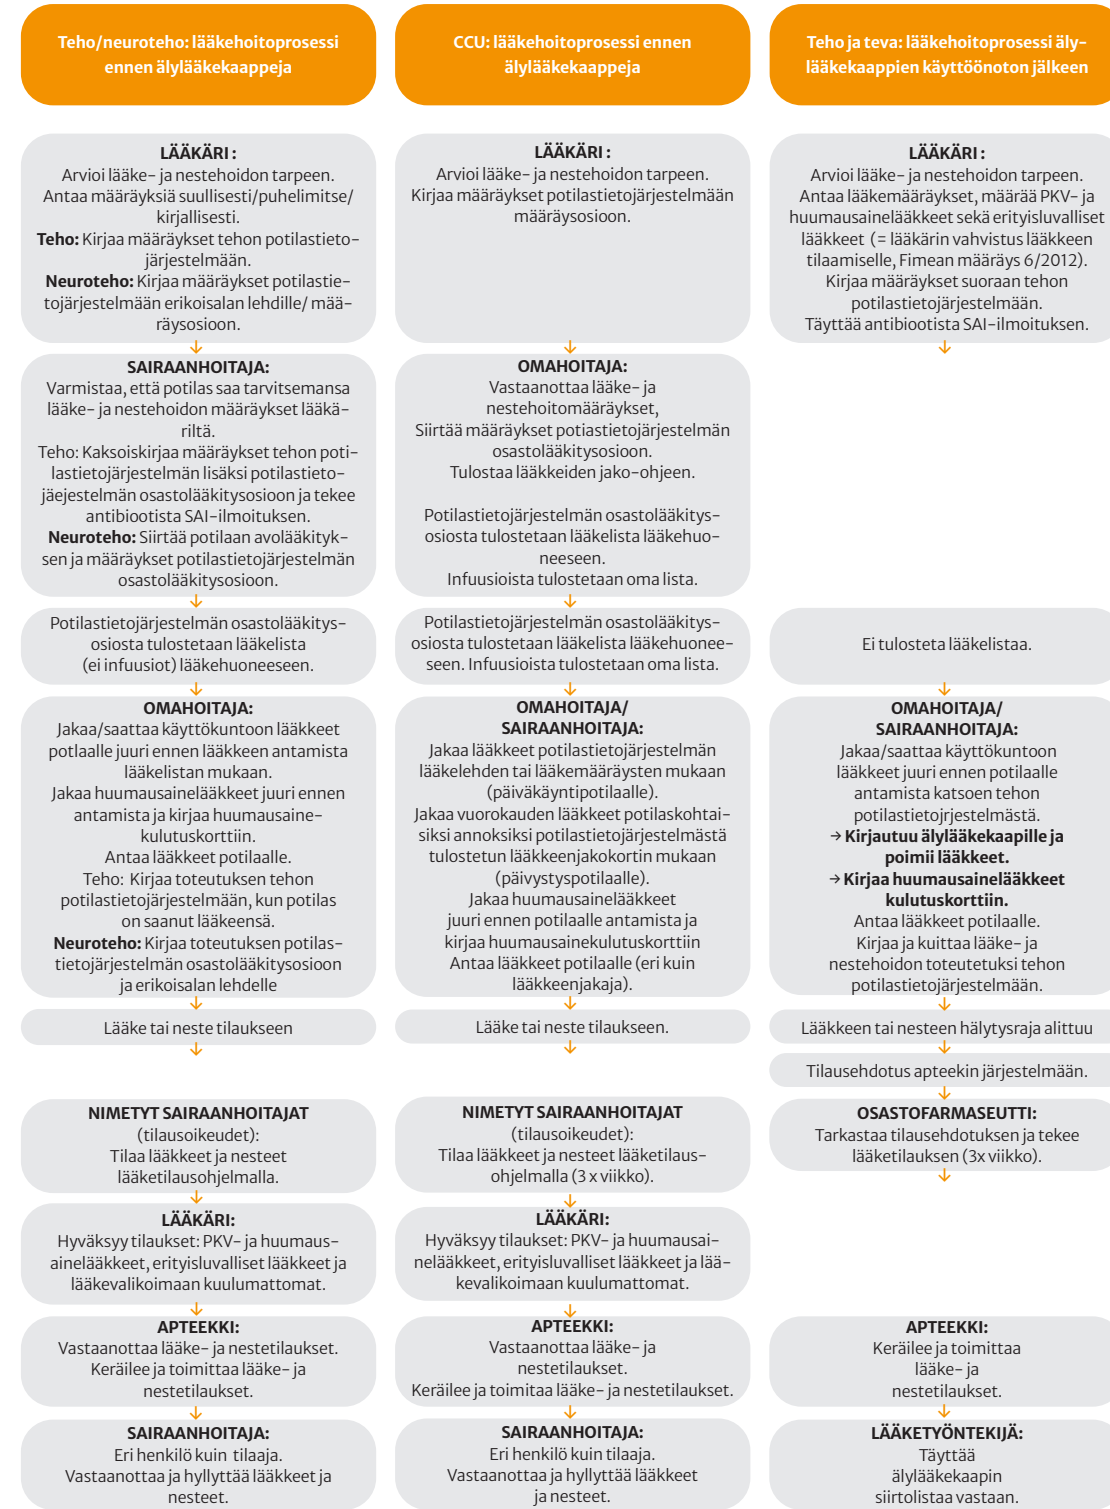 Teho/neuroteho: lääkehoitoprosessi
ennen älylääkekaappeja
LÄÄKÄRI :
Arvioi lääke- ja nestehoidon tarpeen.
Antaa määräyksiä suullisesti/puhelimitse/
kirjallisesti.
Teho: Kirjaa määräykset tehon potilastieto-
järjestelmään.
Neuroteho: Kirjaa määräykset potilastie-
tojärjestelmään erikoisalan lehdille/ mää-
räysosioon.
↓
SAIRAANHOITAJA:
Varmistaa, että potilas saa tarvitsemansa
lääke- ja nestehoidon määräykset lääkä-
riltä.
Teho: Kaksoiskirjaa määräykset tehon poti-
lastietojärjestelmän lisäksi potilastieto-
jäejestelmän osastolääkitysosioon ja tekee
antibiootista SAI-ilmoituksen.
Neuroteho: Siirtää potilaan avolääkityk-
sen ja määräykset potilastietojärjestelmän
osastolääkitysosioon.
↓
Potilastietojärjestelmän osastolääkitys-
osiosta tulostetaan lääkelista
(ei infuusiot) lääkehuoneeseen.
↓
OMAHOITAJA:
Jakaa/saattaa käyttökuntoon lääkkeet
potlaalle juuri ennen lääkkeen antamista
lääkelistan mukaan.
Jakaa huumausainelääkkeet juuri ennen
antamista ja kirjaa huumausaine-
kulutuskorttiin.
Antaa lääkkeet potilaalle.
Teho: Kirjaa toteutuksen tehon
potilastietojärjestelmään, kun potilas
on saanut lääkeensä.
Neuroteho: Kirjaa toteutuksen potilas-
tietojärjestelmän osastolääkitysosioon
ja erikoisalan lehdelle
↓
Lääke tai neste tilaukseen
↓
NIMETYT SAIRAANHOITAJAT
(tilausoikeudet):
Tilaa lääkkeet ja nesteet
lääketilausohjelmalla.
↓
LÄÄKÄRI:
Hyväksyy tilaukset: PKV- ja huumaus-
ainelääkkeet, erityisluvalliset lääkkeet ja
lääkevalikoimaan kuulumattomat.
↓
APTEEKKI:
Vastaanottaa lääke- ja nestetilaukset.
Keräilee ja toimittaa lääke- ja
nestetilaukset.
↓
SAIRAANHOITAJA:
Eri henkilö kuin tilaaja.
Vastaanottaa ja hyllyttää lääkkeet ja
nesteet.
CCU: lääkehoitoprosessi ennen
älylääkekaappeja
LÄÄKÄRI :
Arvioi lääke- ja nestehoidon tarpeen.
Kirjaa määräykset potilastietojärjestelmään
määräysosioon.
↓
OMAHOITAJA:
Vastaanottaa lääke- ja
nestehoitomääräykset,
Siirtää määräykset potiastietojärjestelmän
osastolääkitysosioon.
Tulostaa lääkkeiden jako-ohjeen.
Potilastietojärjestelmän osastolääkitys-
osiosta tulostetaan lääkelista lääkehuo-
neeseen.
Infuusioista tulostetaan oma lista.
↓
Potilastietojärjestelmän osastolääkitys-
osiosta tulostetaan lääkelista lääkehuonee-
seen. Infuusioista tulostetaan oma lista.
↓
OMAHOITAJA/
SAIRAANHOITAJA:
Jakaa lääkkeet potilastietojärjestelmän
lääkelehden tai lääkemääräysten mukaan
(päiväkäyntipotilaalle).
Jakaa vuorokauden lääkkeet potilaskohtai-
siksi annoksiksi potilastietojärjestelmästä
tulostetun lääkkeenjakokortin mukaan
(päivystyspotilaalle).
Jakaa huumausainelääkkeet
juuri ennen potilaalle antamista ja
kirjaa huumausainekulutuskorttiin
Antaa lääkkeet potilaalle (eri kuin
lääkkeenjakaja).
↓
Lääke tai neste tilaukseen.
↓
NIMETYT SAIRAANHOITAJAT
(tilausoikeudet):
Tilaa lääkkeet ja nesteet lääketilaus-
ohjelmalla (3 x viikko).
↓
LÄÄKÄRI:
Hyväksyy tilaukset: PKV- ja huumausai-
nelääkkeet, erityisluvalliset lääkkeet ja lää-
kevalikoimaan kuulumattomat.
↓
APTEEKKI:
Vastaanottaa lääke- ja
nestetilaukset.
Keräilee ja toimitaa lääke- ja nestetilaukset.
↓
SAIRAANHOITAJA:
Eri henkilö kuin tilaaja.
Vastaanottaa ja hyllyttää lääkkeet
ja nesteet.
Teho ja teva: lääkehoitoprosessi äly-
lääkekaappien käyttöönoton jälkeen
LÄÄKÄRI :
Arvioi lääke- ja nestehoidon tarpeen.
Antaa lääkemääräykset, määrää PKV- ja
huumausainelääkkeet sekä erityisluvalliset
lääkkeet (= lääkärin vahvistus lääkkeen
tilaamiselle, Fimean määräys 6/2012).
Kirjaa määräykset suoraan tehon
potilastietojärjestelmään.
Täyttää antibiootista SAI-ilmoituksen.
↓
Ei tulosteta lääkelistaa.
↓
OMAHOITAJA/
SAIRAANHOITAJA:
Jakaa/saattaa käyttökuntoon
lääkkeet juuri ennen potilaalle
antamista katsoen tehon
potilastietojrjestelmästä.
→ Kirjautuu älylääkekaapille ja
poimii lääkkeet.
→ Kirjaa huumausainelääkkeet
kulutuskorttiin.
Antaa lääkkeet potilaalle.
Kirjaa ja kuittaa lääke- ja
nestehoidon toteutetuksi tehon
potilastietojärjestelmään.
↓
Lääkkeen tai nesteen hälytysraja alittuu
↓
Tilausehdotus apteekin järjestelmään.
↓
OSASTOFARMASEUTTI:
Tarkastaa tilausehdotuksen ja tekee
lääketilauksen (3x viikko).
↓
APTEEKKI:
Keräilee ja toimittaa
lääke- ja
nestetilaukset.
↓
LÄÄKETYÖNTEKIJÄ:
Täyttää
älylääkekaapin
siirtolistaa vastaan.